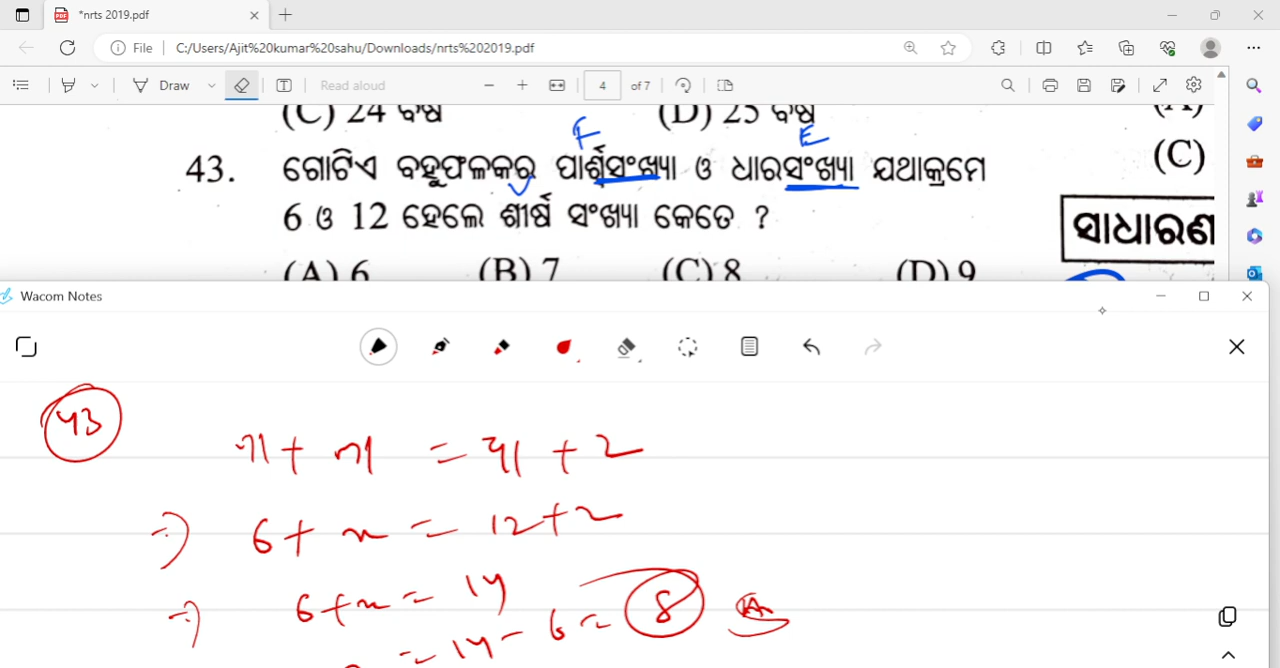 *nrts 2019.pdf
File C:/Users/Ajit%20kumar%20sahu/Downloads/nrts%202019.pdf
Draw Read aloud 4 of 7
(C) 24 ବର୍ଷ (D) 25 ବର୍ଷ (A)
F E
43. ଗୋଟିଏ ବହୁଫଳକର ପାର୍ଶ୍ୱସଂଖ୍ୟା ଓ ଧାରସଂଖ୍ୟା ଯଥାକ୍ରମେ (C)
V
6 ଓ 12 ହେଲେ ଶୀର୍ଷ ସଂଖ୍ୟା କେତେ ?
ସାଧାରଣ
(A) 6 (B) 7 (C) 8 (D) 9
Wacom Notes
43
+ = + 2
⇒ 6 + x = 12 + 2
⇒ 6 + x = 14
= 14 - 6 = 8